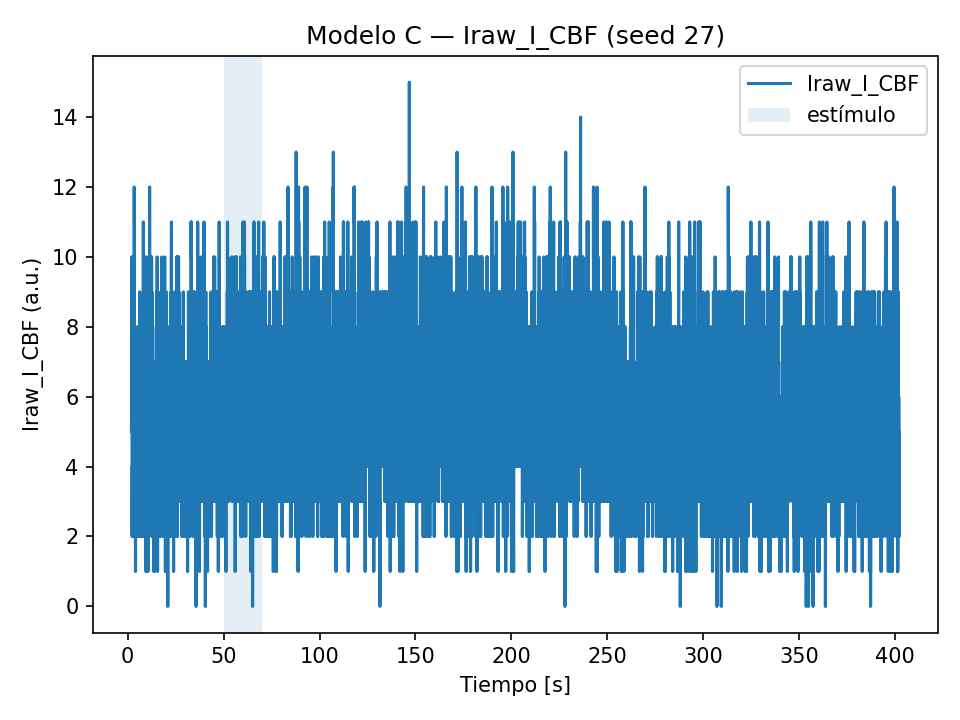 Modelo C — Iraw_I_CBF (seed 27)
Iraw_I_CBF
estímulo
Iraw_I_CBF (a.u.)
14
12
10
8
6
4
2
0
0 50 100 150 200 250 300 350 400
Tiempo [s]